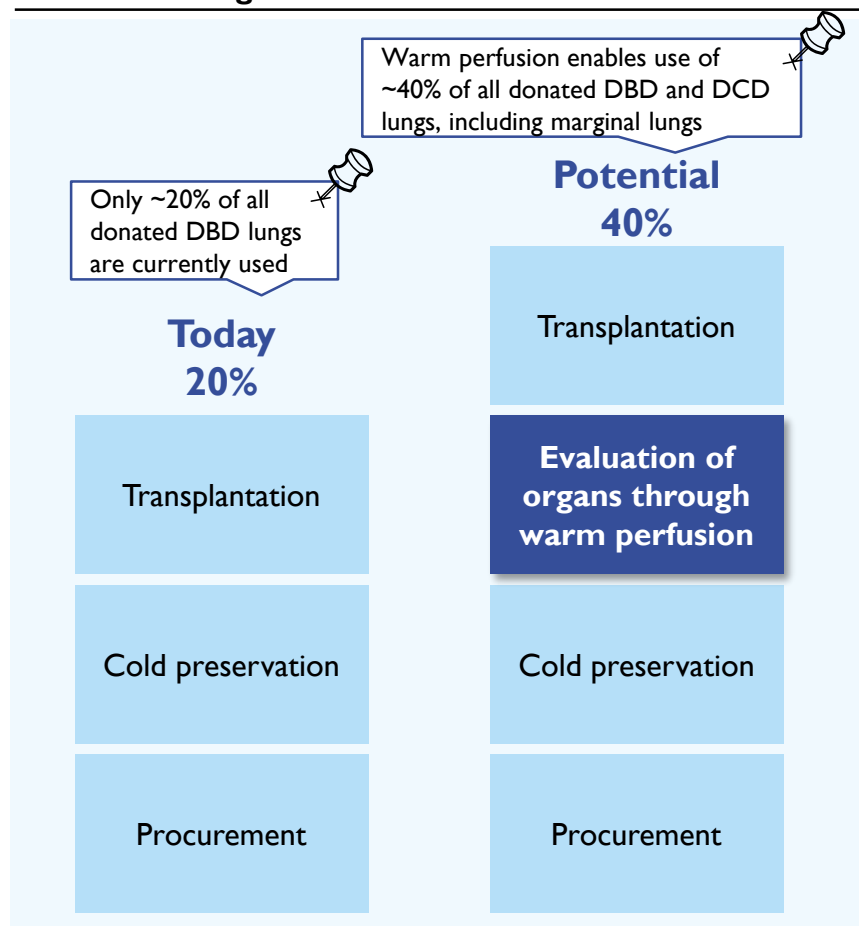 Warm perfusion enables use of
~40% of all donated DBD and DCD
lungs, including marginal lungs
Potential
40%
Only ~20% of all
donated DBD lungs
are currently used
Today
20%
Transplantation
Evaluation of
organs through
warm perfusion
Transplantation
Cold preservation
Cold preservation
Procurement
Procurement